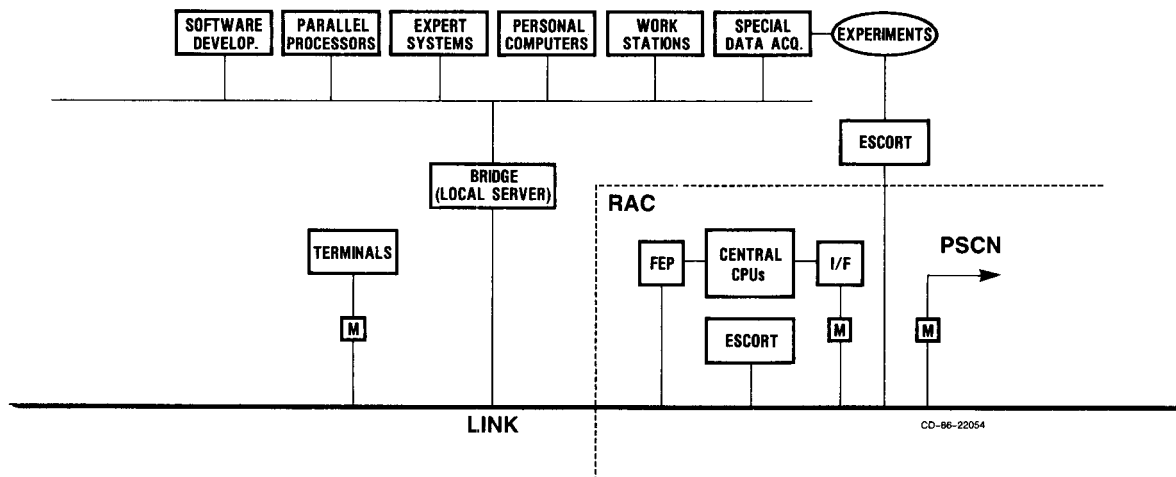 SOFTWARE
DEVELOP.
PARALLEL
PROCESSORS
EXPERT
SYSTEMS
PERSONAL
COMPUTERS
WORK
STATIONS
SPECIAL
DATA ACQ.
EXPERIMENTS
ESCORT
BRIDGE
(LOCAL SERVER)
RAC
TERMINALS
FEP
CENTRAL
CPUs
I/F
PSCN
M
ESCORT
M
M
LINK
CD-86-22054